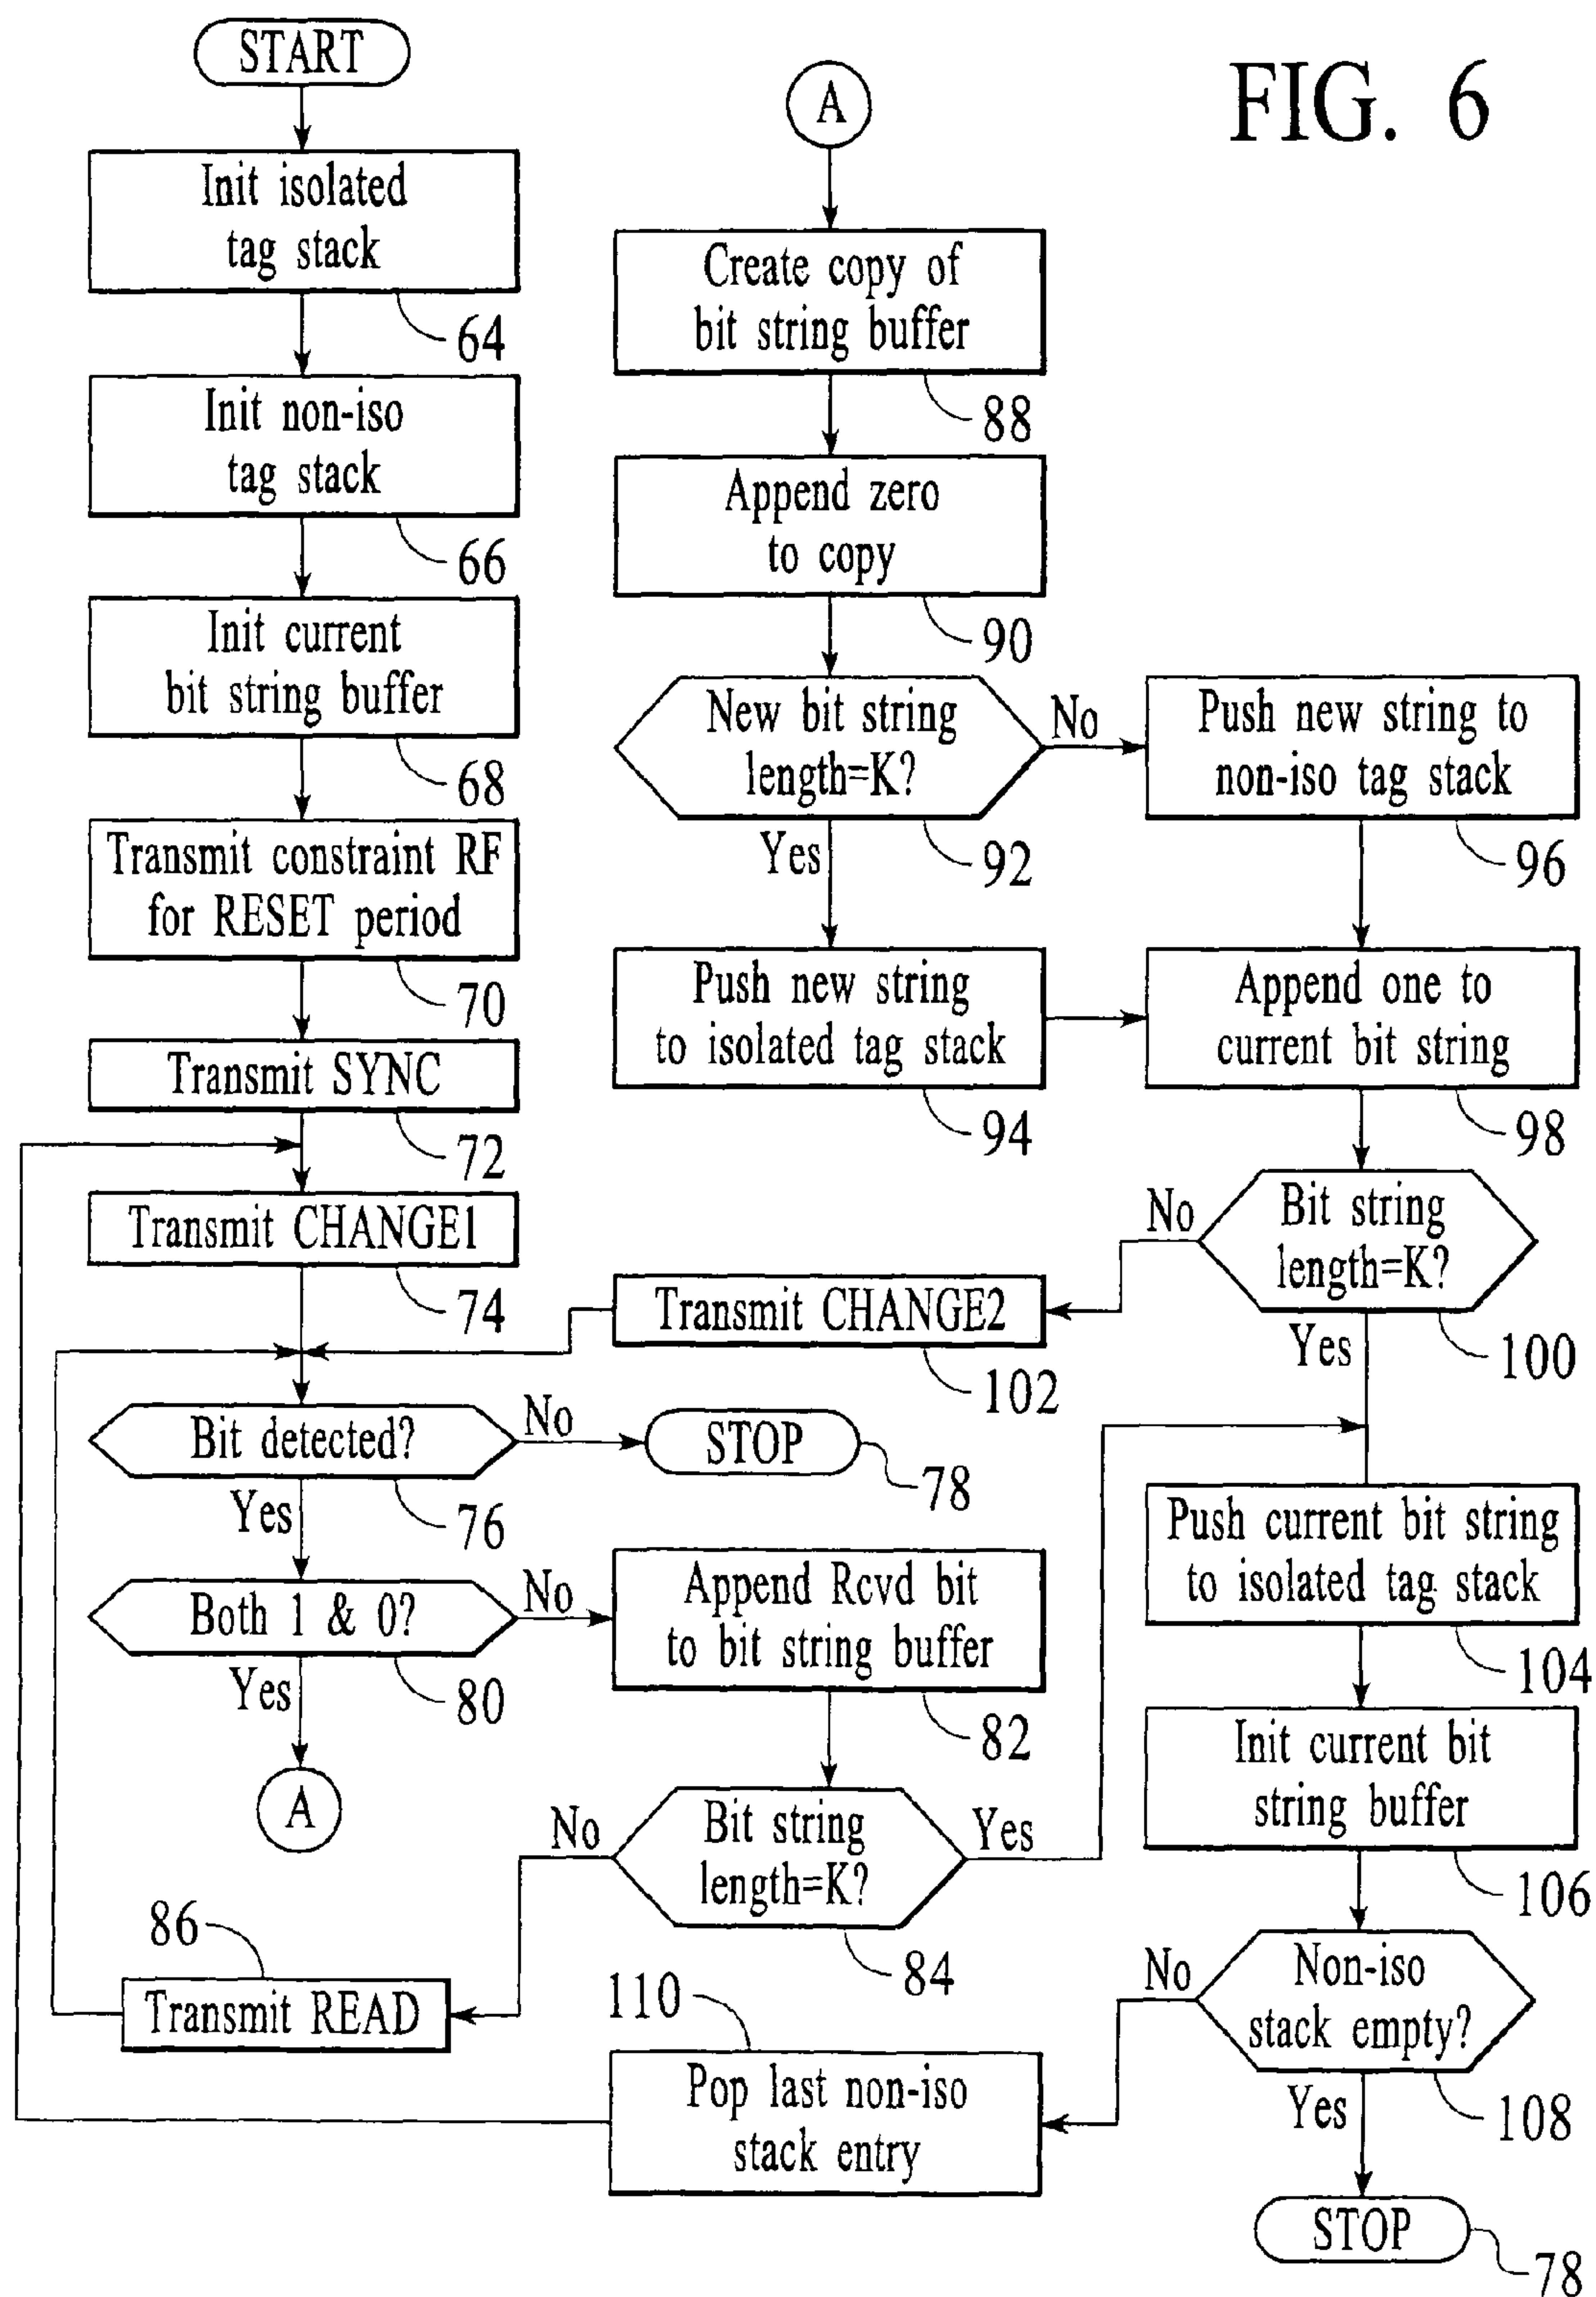 FIG. 6
START
Init isolated
tag stack
64
Init non-iso
tag stack
66
Init current
bit string buffer
68
Transmit constraint RF
for RESET period
70
Transmit SYNC
72
Transmit CHANGE1
74
Bit detected?
76
No
STOP
78
Yes
Both 1 & 0?
80
No
Yes
A
Append Rcvd bit
to bit string buffer
82
Bit string
length=K?
84
No
Yes
86
Transmit READ
A
Create copy of
bit string buffer
88
Append zero
to copy
90
New bit string
length=K?
92
No
Yes
Push new string
to isolated tag stack
94
Push new string to
non-iso tag stack
96
Append one to
current bit string
98
Bit string
length=K?
100
No
Yes
Transmit CHANGE2
102
Push current bit string
to isolated tag stack
104
Init current bit
string buffer
106
Non-iso
stack empty?
108
No
Yes
110
Pop last non-iso
stack entry
STOP
78